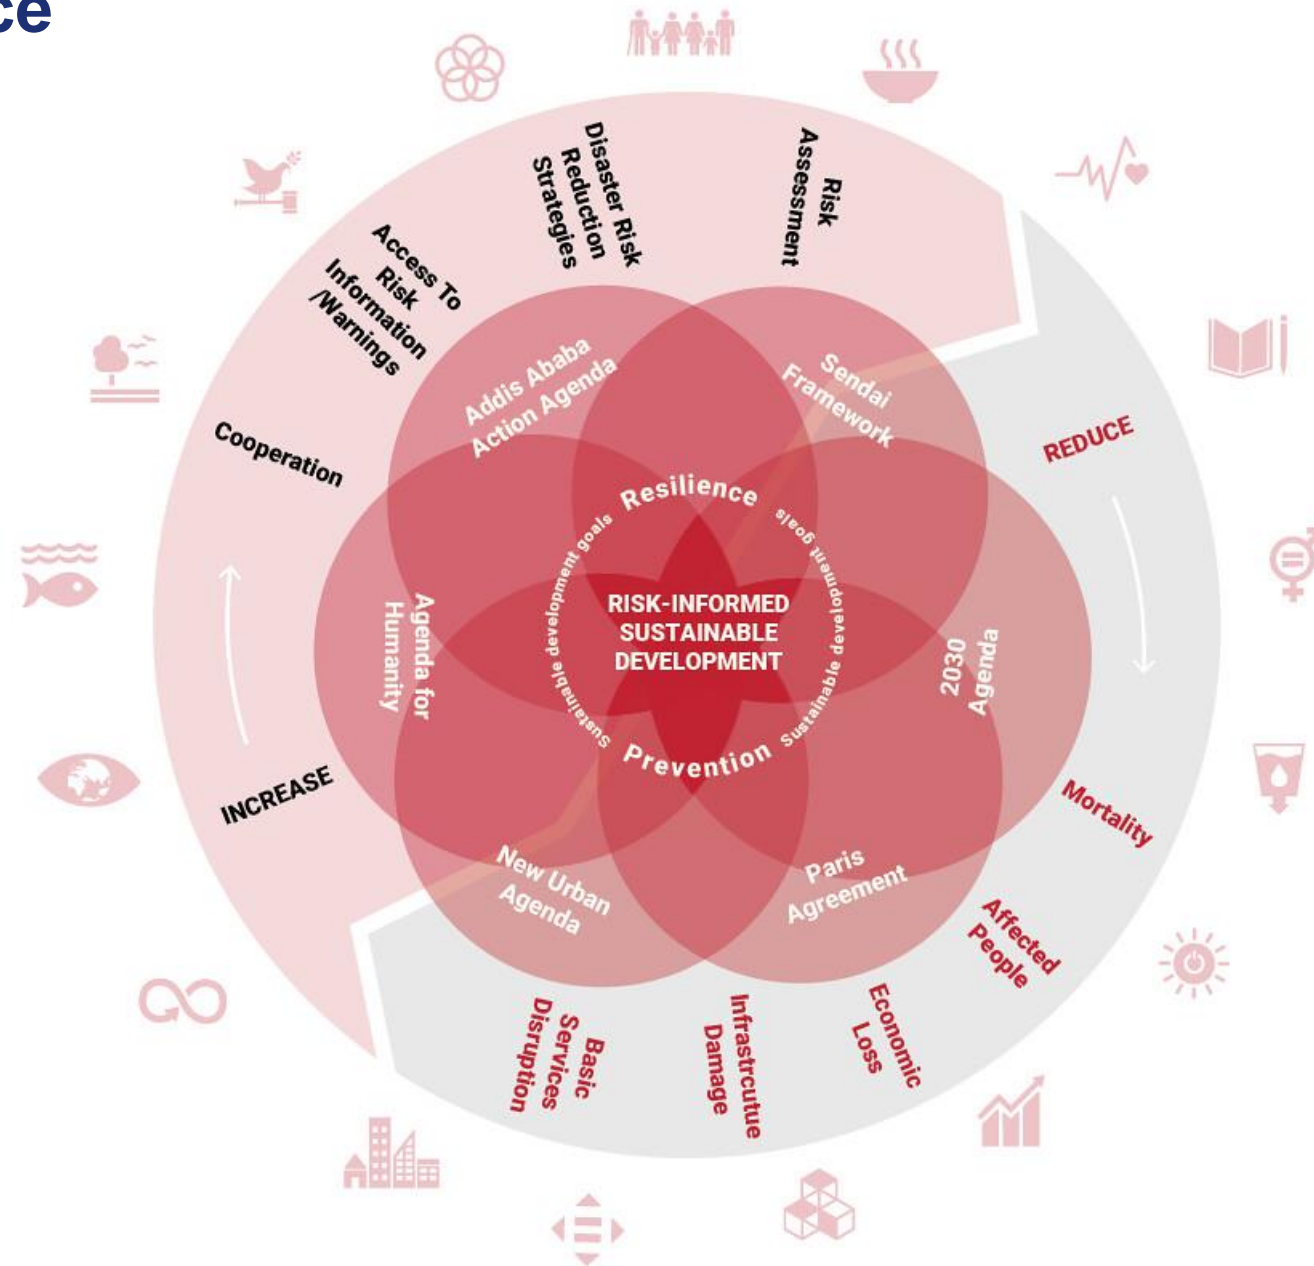 ce
Disaster Risk
Reduction
Strategies
Risk
Assessment
Access To
Risk
Information
/Warnings
Cooperation
INCREASE
REDUCE
Mortality
Affected
People
Economic
Loss
Infrastrcutue
Damage
Basic
Services
Disruption
Addis Ababa
Action Agenda
Sendai
Framework
Agenda for
Humanity
2030
Agenda
New Urban
Agenda
Paris
Agreement
Resilience
Sustainable development goals
Sustainable development goals
Prevention
RISK-INFORMED
SUSTAINABLE
DEVELOPMENT